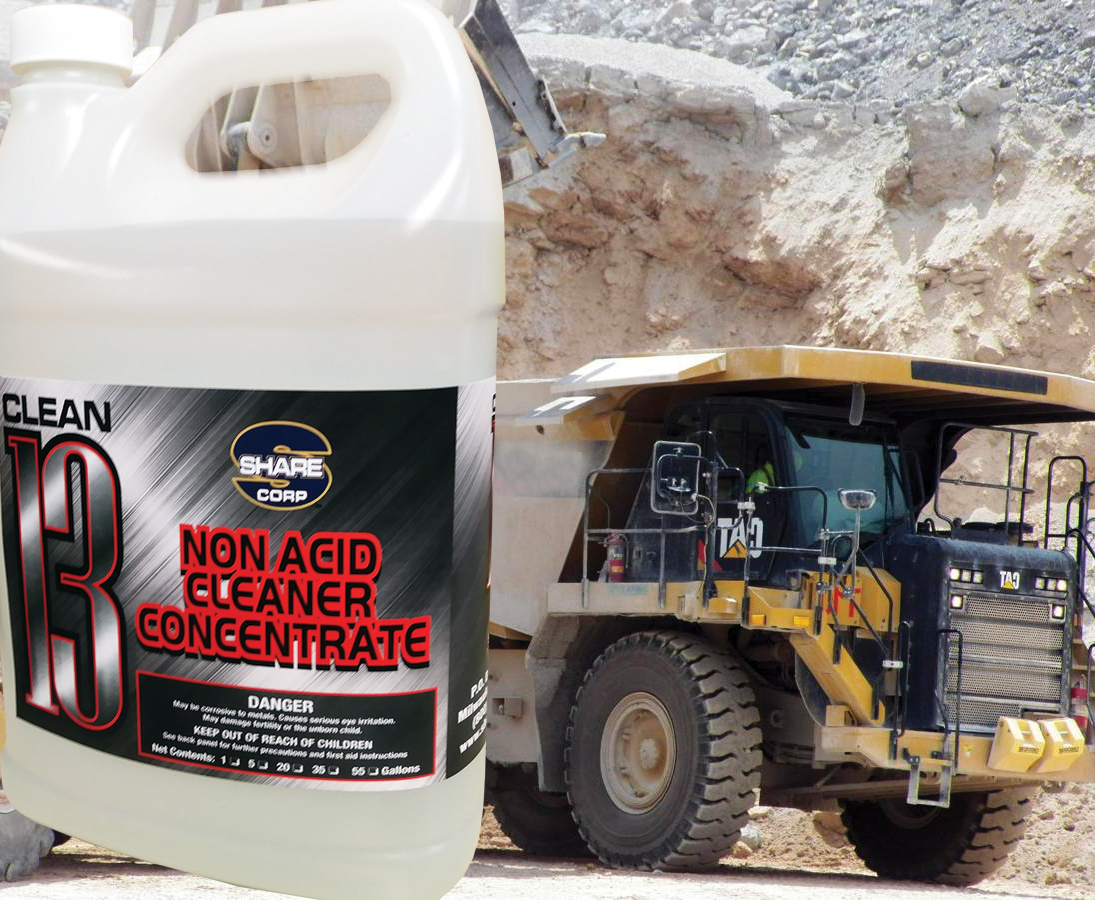 CLEAN
13
SHARE
CORP
NON ACID
CLEANER
CONCENTRATE
DANGER
May be corrosive to metals. Causes serious eye irritation.
May damage fertility or the unborn child.
KEEP OUT OF REACH OF CHILDREN
See back panel for further precautions and first aid instructions
Net Contents: 1 5 20 35 55 Gallons
CAT
CAT